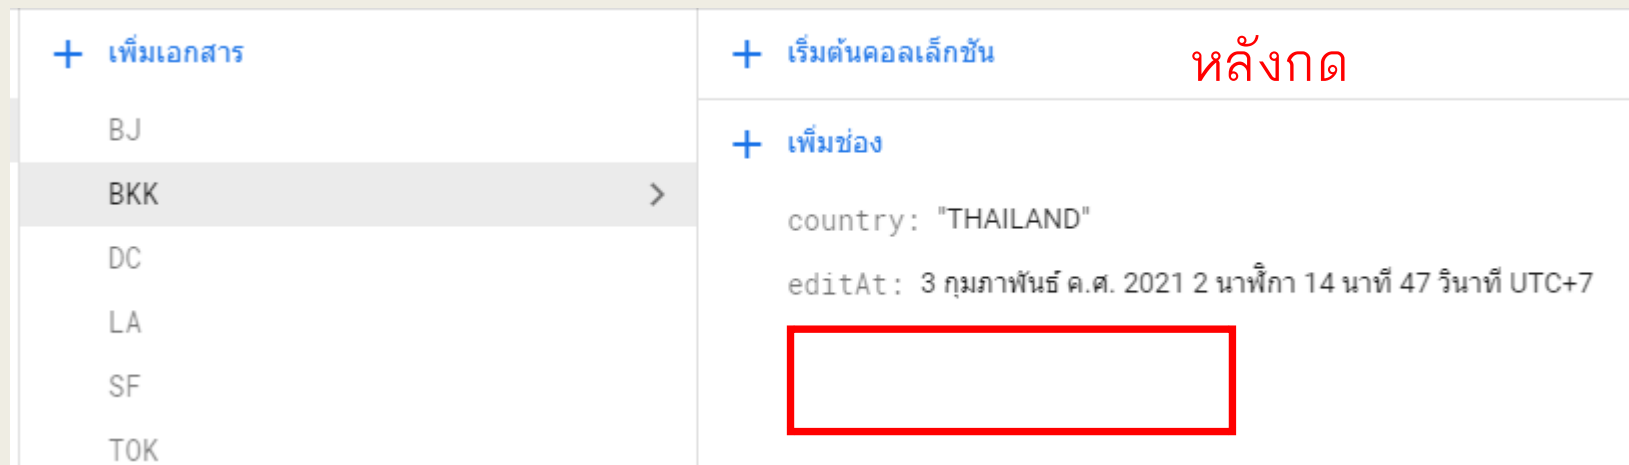 เพิ่มเอกสาร
BJ
BKK
DC
LA
SF
TOK
เริ่มต้นคอลเล็กชัน
หลังกด
เพิ่มช่อง
country: "THAILAND"
editAt: 3 กุมภาพันธ์ ค.ศ. 2021 2 นาฬิกา 14 นาที 47 วินาที UTC+7